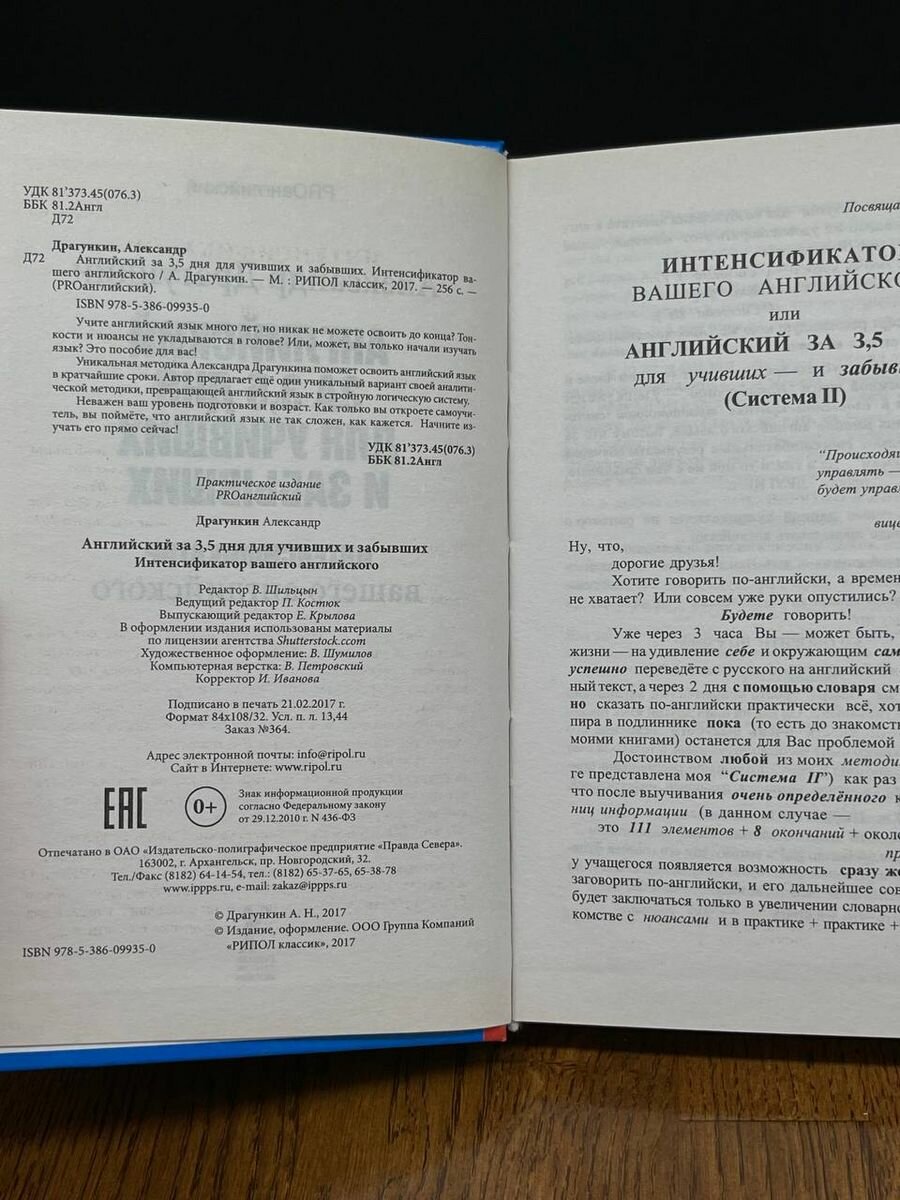 УДК 81’373.45(076.3)
ББК 81.2Англ
Д72
Драгункин, Александр
Д72 Английский за 3,5 дня для учивших и забывших. Интенсификатор ва-
шего английского / А. Драгункин. — М. : РИПОЛ классик, 2017. — 256 с. —
(PROанглийский).
ISBN 978-5-386-09935-0
Учите английский язык много лет, но никак не можете освоить до конца? Тон-
кости и нюансы не укладываются в голове? Или, может, вы только начали изучать
язык? Это пособие для вас!
Уникальная методика Александра Драгункина поможет освоить английский язык
в кратчайшие сроки. Автор предлагает ещё один уникальный вариант своей аналити-
ческой методики, превращающей английский язык в стройную логическую систему.
Неважен ваш уровень подготовки и возраст. Как только вы откроете самоучи-
тель, вы поймёте, что английский язык не так сложен, как кажется. Начните из-
учать его прямо сейчас!
УДК 81’373.45(076.3)
ББК 81.2Англ
Практическое издание
PROанглийский
Драгункин Александр
Английский за 3,5 дня для учивших и забывших
Интенсификатор вашего английского
Редактор В. Шильцын
Ведущий редактор П. Костюк
Выпускающий редактор Е. Крылова
В оформлении издания использованы материалы
по лицензии агентства Shutterstock.com
Художественное оформление: В. Шумилов
Компьютерная верстка: В. Петровский
Корректор И. Иванова
Подписано в печать 21.02.2017 г.
Формат 84х108/32. Усл. п. л. 13,44
Заказ №364.
Адрес электронной почты: info@ripol.ru
Сайт в Интернете: www.ripol.ru
ЕАС
0+
Знак информационной продукции
согласно Федеральному закону
от 29.12.2010 г. N 436-ФЗ
Отпечатано в ОАО «Издательско-полиграфическое предприятие «Правда Севера».
163002, г. Архангельск, пр. Новгородский, 32.
Тел./Факс (8182) 64-14-54, тел.: (8182) 65-37-65, 65-38-78
www.ippps.ru, e-mail: zakaz@ippps.ru
© Драгункин А. Н., 2017
© Издание, оформление. ООО Группа Компаний
«РИПОЛ классик», 2017
ISBN 978-5-386-09935-0
Посвяща
ИНТЕНСИФИКАТО
ВАШЕГО АНГЛИЙСКО
или
АНГЛИЙСКИЙ ЗА 3,5
для учивших — и забыв
(Система II)
“Происходящ
управлять —
будет управ
вице
Ну, что,
дорогие друзья!
Хотите говорить по-английски, а времен
не хватает? Или совсем уже руки опустились?
Будете говорить!
Уже через 3 часа Вы — может быть,
жизни — на удивление себе и окружающим сам
успешно переведёте с русского на английский
ный текст, а через 2 дня с помощью словаря см
но сказать по-английски практически всё, хот
пира в подлиннике пока (то есть до знакомст
моими книгами) останется для Вас проблемой
Достоинством любой из моих методи
ге представлена моя “Система II”) как раз
что после выучивания очень определённого к
ниц информации (в данном случае —
это 111 элементов + 8 окончаний + около
пр
у учащегося появляется возможность сразу же
заговорить по-английски, и его дальнейшее сов
будет заключаться только в увеличении словарно
комстве с нюансами и в практике + практике +